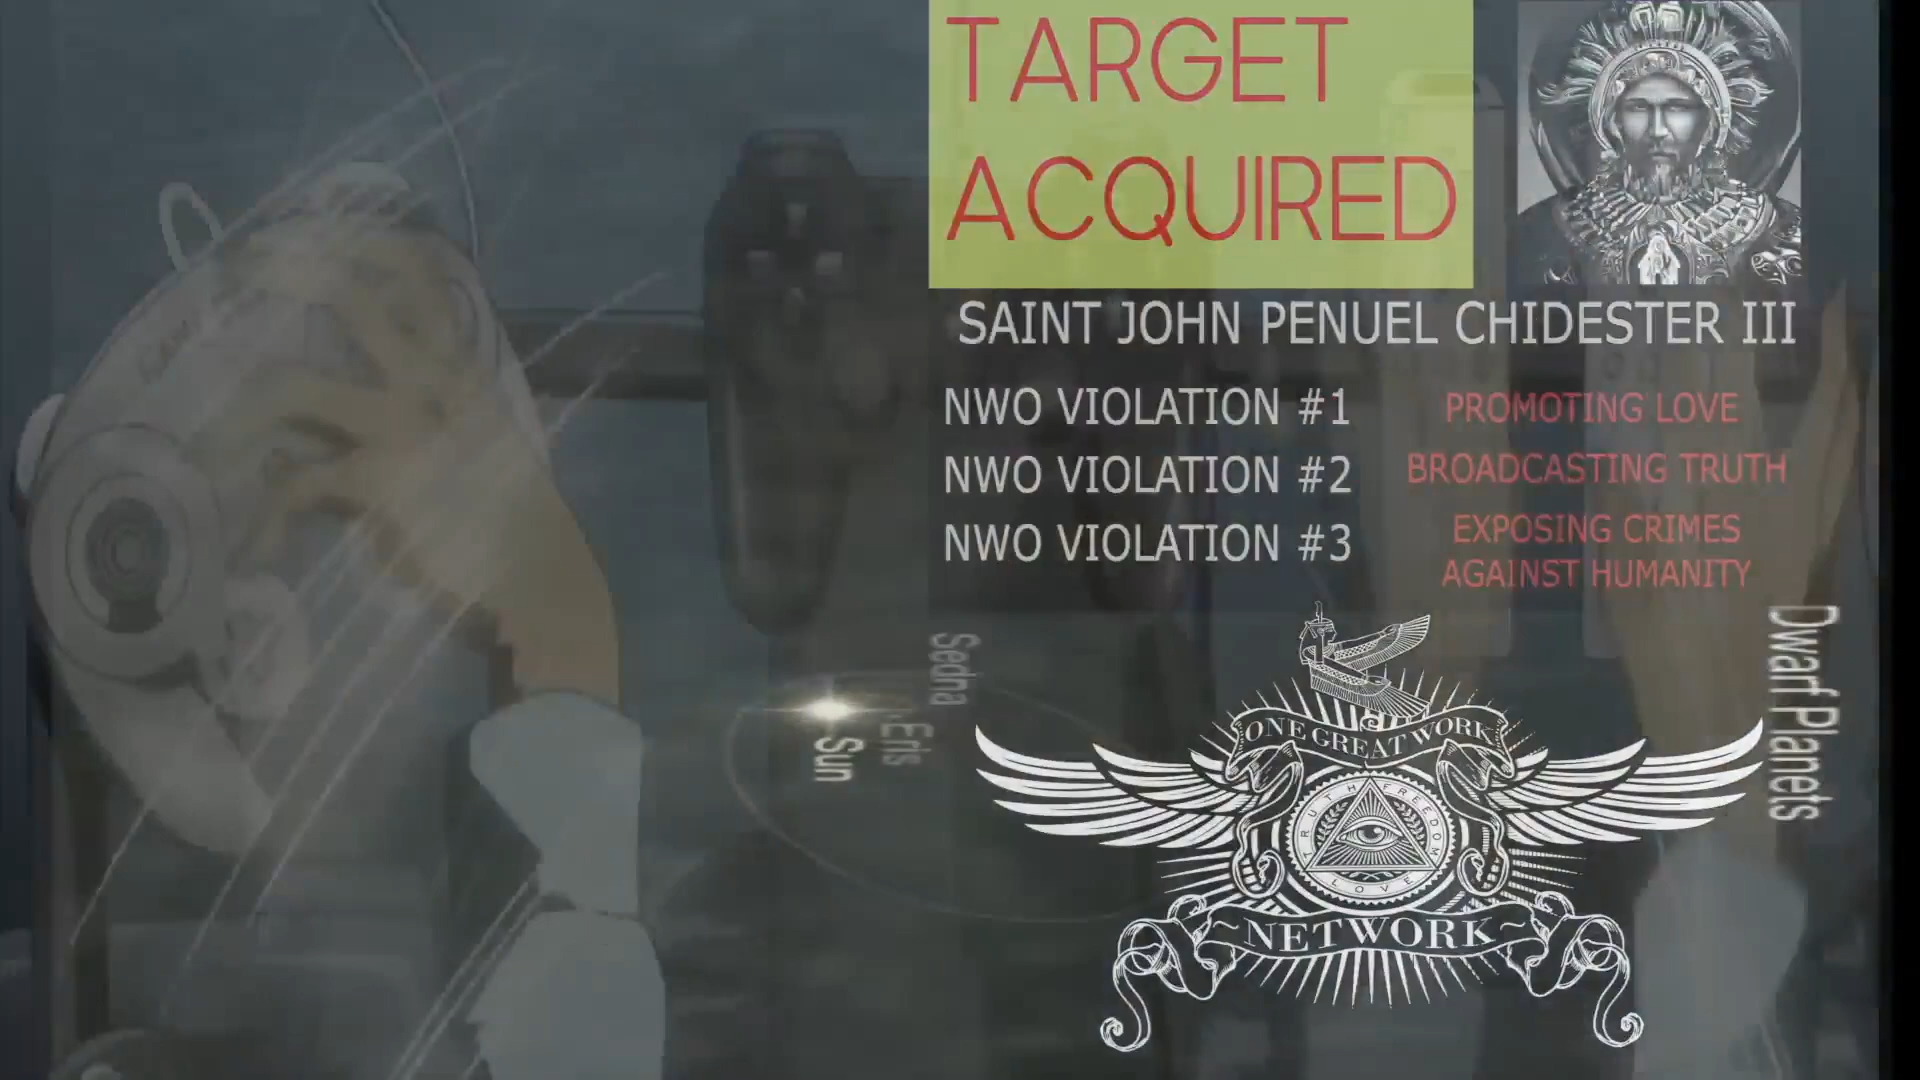 TARGET
ACQUIRED
SAINT JOHN PENUEL CHIDESTER III
NWO VIOLATION #1
PROMOTING LOVE
NWO VIOLATION #2
BROADCASTING TRUTH
NWO VIOLATION #3
EXPOSING CRIMES
AGAINST HUMANITY
Sedna
Eris
Sun
Dwarf Planets
ONE GREAT WORK
TRUTH FREEDOM
LOVE
~NETWORK~